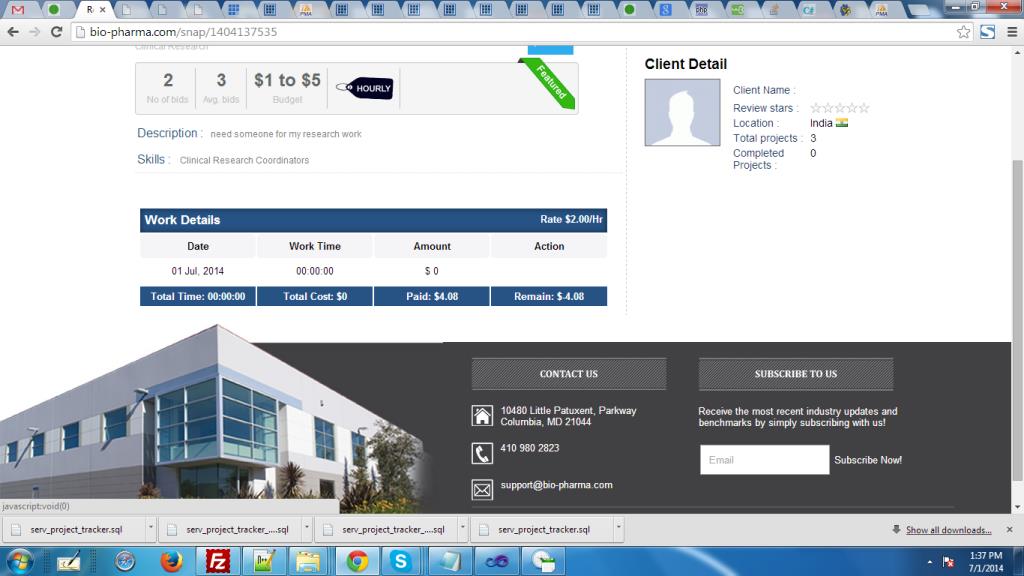 bio-pharma.com/snap/1404137535
Clinical Research
2
No of bids
3
Avg. bids
$1 to $5
Budget
HOURLY
Featured
Description : need someone for my research work
Skills : Clinical Research Coordinators
Client Detail
Client Name :
Review stars :
Location : India
Total projects : 3
Completed 0
Projects :
Work Details Rate $2.00/Hr
Date Work Time Amount Action
01 Jul, 2014 00:00:00 $ 0
Total Time: 00:00:00 Total Cost: $0 Paid: $4.08 Remain: $-4.08
CONTACT US
10480 Little Patuxent, Parkway
Columbia, MD 21044
410 980 2823
support@bio-pharma.com
SUBSCRIBE TO US
Receive the most recent industry updates and
benchmarks by simply subscribing with us!
Email Subscribe Now!
javascript:void(0)
serv_project_tracker.sql serv_project_tracker_....sql serv_project_tracker_....sql serv_project_tracker.sql Show all downloads...
1:37 PM
7/1/2014